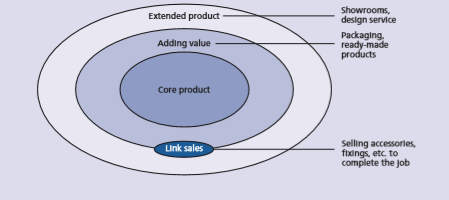 Extended product
Showrooms,
design service
Adding value
Packaging,
ready-made
products
Core product
Link sales
Selling accessories,
fixings, etc. to
complete the job